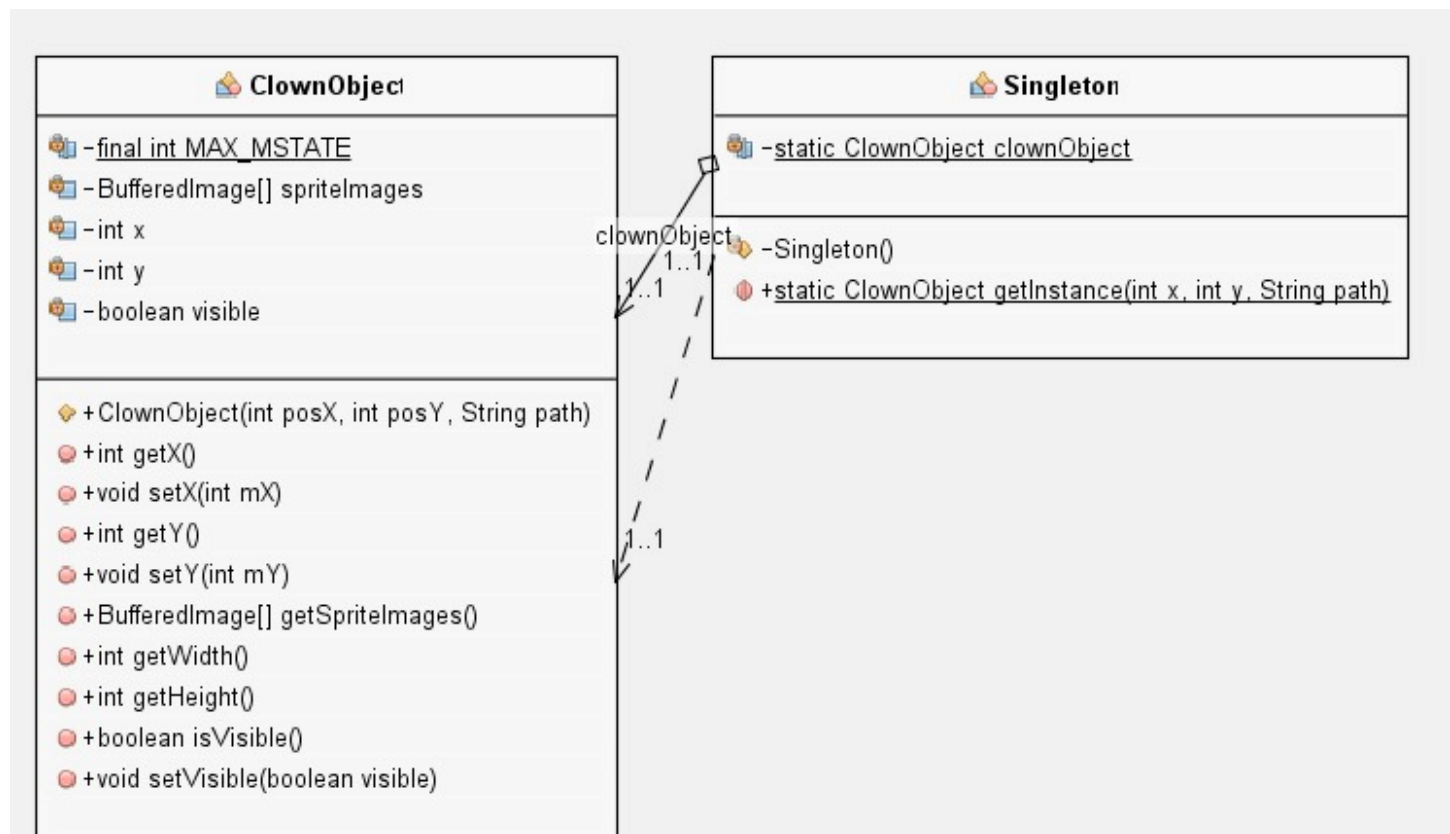 ClownObject
-final int MAX_MSTATE
-BufferedImage[] spriteImages
-int x
-int y
-boolean visible
+ClownObject(int posX, int posY, String path)
+int getX()
+void setX(int mX)
+int getY()
+void setY(int mY)
+BufferedImage[] getSpriteImages()
+int getWidth()
+int getHeight()
+boolean isVisible()
+void setVisible(boolean visible)
clownObject
1..1
1..1
1..1
Singleton
-static ClownObject clownObject
-Singleton()
+static ClownObject getInstance(int x, int y, String path)